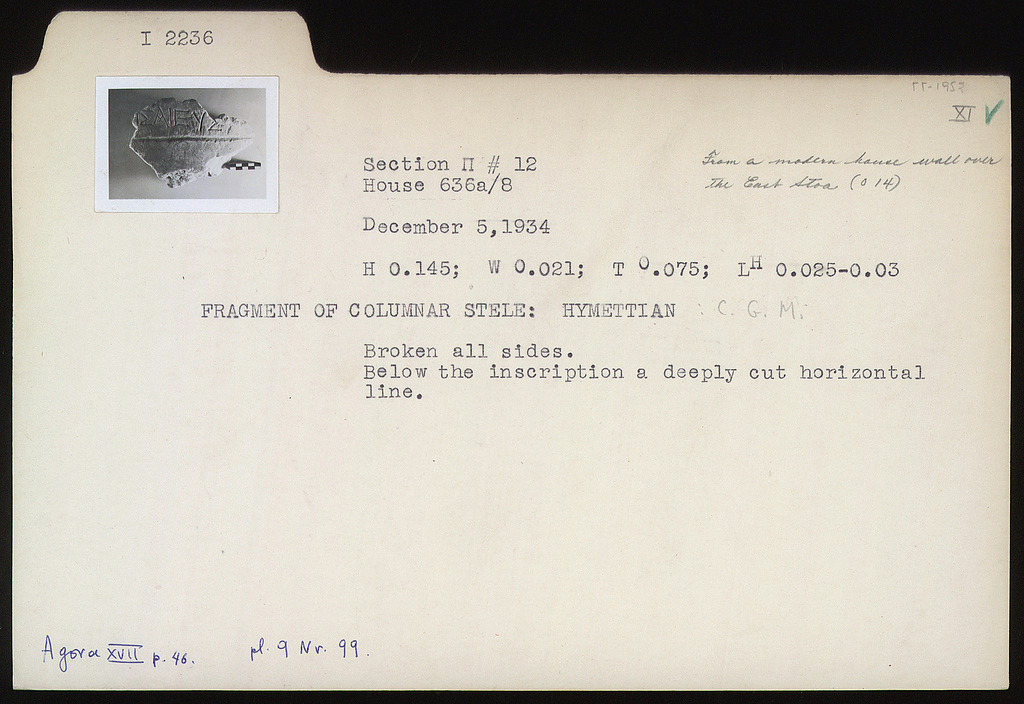 I 2236
ΠΠ-1952
XI ✓
Section Π # 12
House 636a/8
From a modern house wall over
the East Stoa (O 14)
December 5,1934
H 0.145; W 0.021; T 0.075; LH 0.025-0.03
FRAGMENT OF COLUMNAR STELE: HYMETTIAN : C. G. M.
Broken all sides.
Below the inscription a deeply cut horizontal
line.
Agora XVII p. 46. pl. 9 Nr. 99.